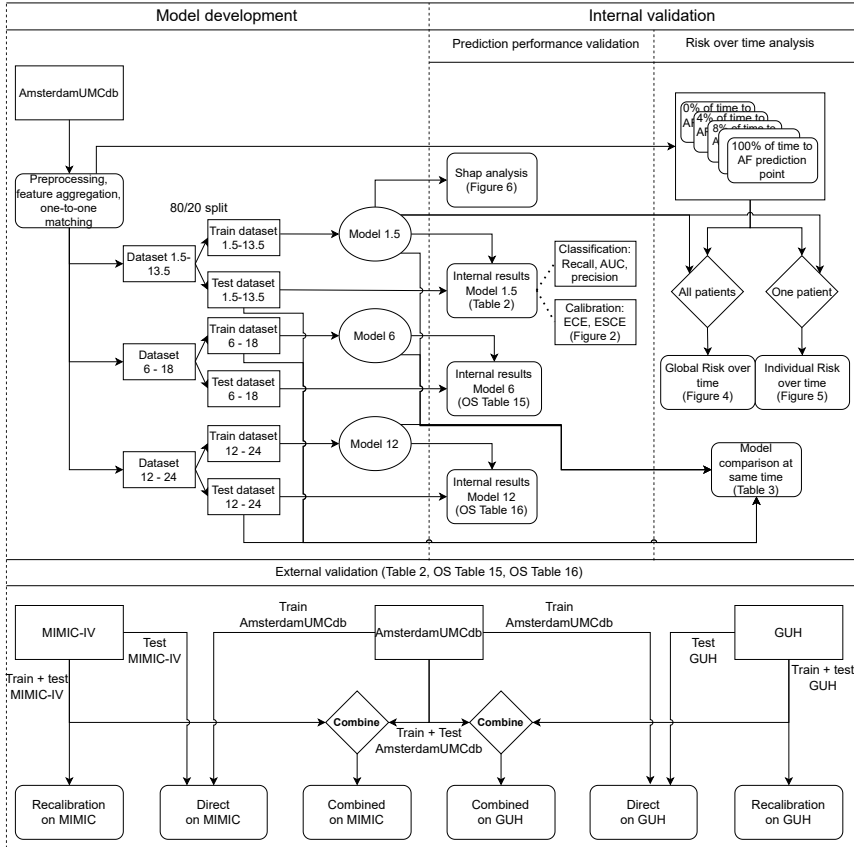 Model development
Internal validation
Prediction performance validation
Risk over time analysis
AmsterdamUMCdb
0% of time to
AF
4% of time to
AF
8% of time to
A
100% of time to
AF prediction
point
Preprocessing,
feature aggregation,
one-to-one
matching
Shap analysis
(Figure 6)
80/20 split
Train dataset
1.5-13.5
Model 1.5
Dataset 1.5-
13.5
Test dataset
1.5-13.5
Internal results
Model 1.5
(Table 2)
Classification:
Recall, AUC,
precision
Calibration:
ECE, ESCE
(Figure 2)
All patients
One patient
Train dataset
6 - 18
Model 6
Dataset
6 - 18
Test dataset
6 - 18
Internal results
Model 6
(OS Table 15)
Global Risk over
time
(Figure 4)
Individual Risk
over time
(Figure 5)
Train dataset
12 - 24
Model 12
Dataset
12 - 24
Test dataset
12 - 24
Internal results
Model 12
(OS Table 16)
Model
comparison at
same time
(Table 3)
External validation (Table 2, OS Table 15, OS Table 16)
MIMIC-IV
Test
MIMIC-IV
Train
AmsterdamUMCdb
AmsterdamUMCdb
Train
AmsterdamUMCdb
Test
GUH
GUH
Train + test
MIMIC-IV
Train + test
GUH
Combine
Combine
Train + Test
AmsterdamUMCdb
Recalibration
on MIMIC
Direct
on MIMIC
Combined
on MIMIC
Combined
on GUH
Direct
on GUH
Recalibration
on GUH